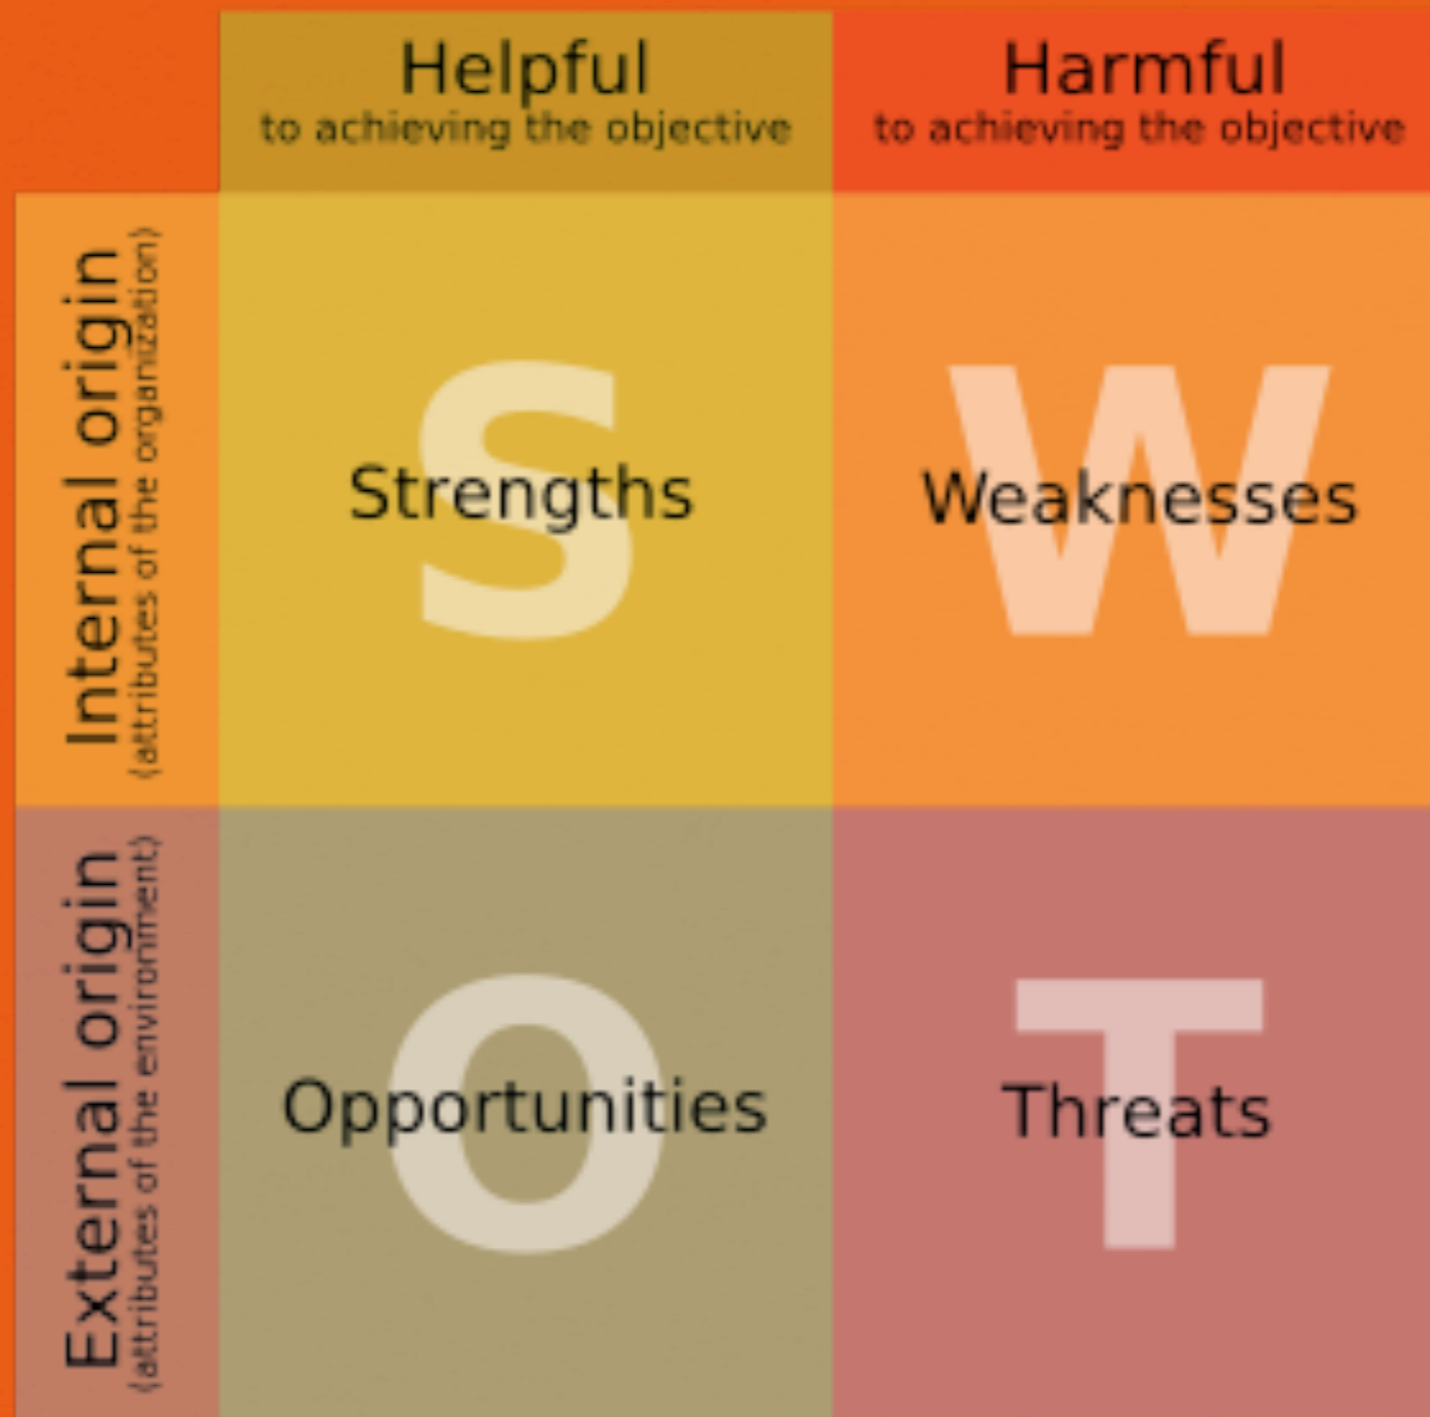 Helpful
to achieving the objective
Harmful
to achieving the objective
Internal origin
(attributes of the organization)
S
Strengths
W
Weaknesses
External origin
(attributes of the environment)
O
Opportunities
T
Threats